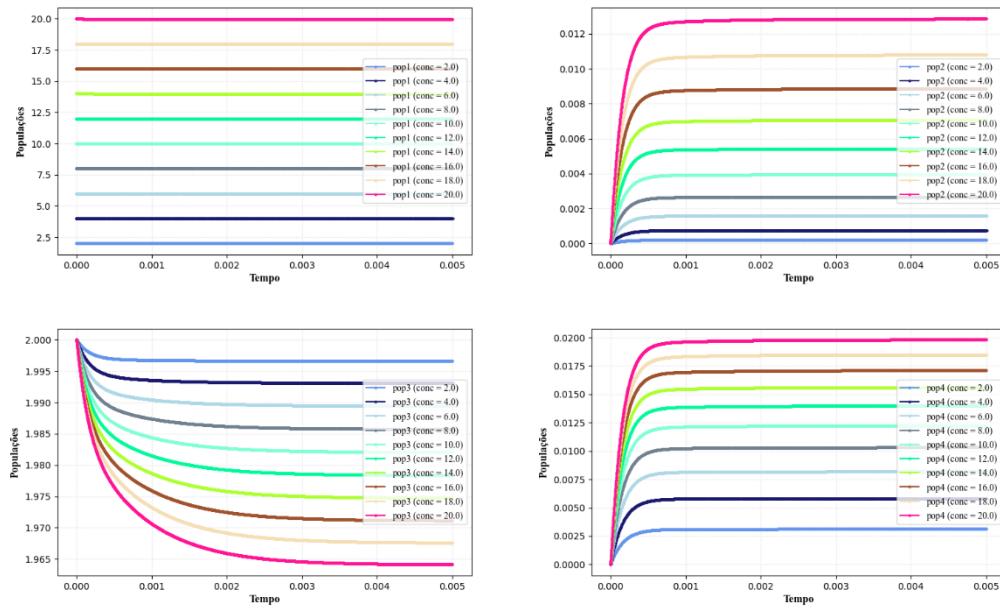 20.0
17.5
15.0
12.5
10.0
7.5
5.0
2.5
Populações
0.000 0.001 0.002 0.003 0.004 0.005
Tempo
pop1 (conc = 2.0)
pop1 (conc = 4.0)
pop1 (conc = 6.0)
pop1 (conc = 8.0)
pop1 (conc = 10.0)
pop1 (conc = 12.0)
pop1 (conc = 14.0)
pop1 (conc = 16.0)
pop1 (conc = 18.0)
pop1 (conc = 20.0)
0.012
0.010
0.008
0.006
0.004
0.002
0.000
Populações
0.000 0.001 0.002 0.003 0.004 0.005
Tempo
pop2 (conc = 2.0)
pop2 (conc = 4.0)
pop2 (conc = 6.0)
pop2 (conc = 8.0)
pop2 (conc = 10.0)
pop2 (conc = 12.0)
pop2 (conc = 14.0)
pop2 (conc = 16.0)
pop2 (conc = 18.0)
pop2 (conc = 20.0)
2.000
1.995
1.990
1.985
1.980
1.975
1.970
1.965
Populações
0.000 0.001 0.002 0.003 0.004 0.005
Tempo
pop3 (conc = 2.0)
pop3 (conc = 4.0)
pop3 (conc = 6.0)
pop3 (conc = 8.0)
pop3 (conc = 10.0)
pop3 (conc = 12.0)
pop3 (conc = 14.0)
pop3 (conc = 16.0)
pop3 (conc = 18.0)
pop3 (conc = 20.0)
0.0200
0.0175
0.0150
0.0125
0.0100
0.0075
0.0050
0.0025
0.0000
Populações
0.000 0.001 0.002 0.003 0.004 0.005
Tempo
pop4 (conc = 2.0)
pop4 (conc = 4.0)
pop4 (conc = 6.0)
pop4 (conc = 8.0)
pop4 (conc = 10.0)
pop4 (conc = 12.0)
pop4 (conc = 14.0)
pop4 (conc = 16.0)
pop4 (conc = 18.0)
pop4 (conc = 20.0)